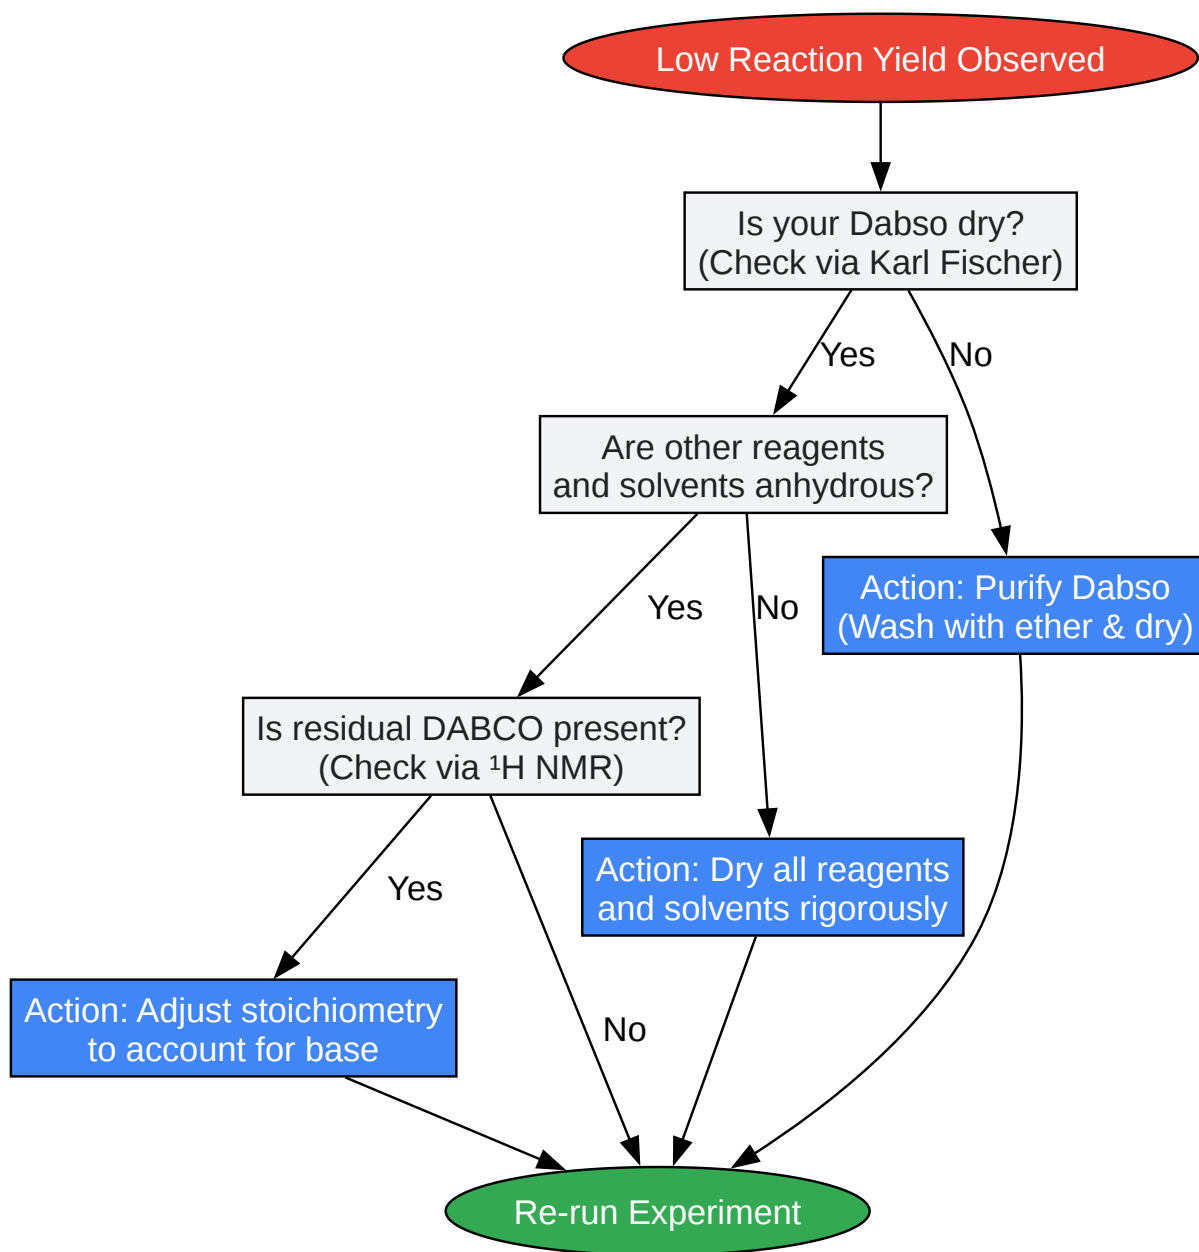 Low Reaction Yield Observed
Is your Dabso dry?
(Check via Karl Fischer)
Yes
No
Are other reagents
and solvents anhydrous?
Yes
No
Action: Purify Dabso
(Wash with ether & dry)
Is residual DABCO present?
(Check via ¹H NMR)
Yes
No
Action: Dry all reagents
and solvents rigorously
Action: Adjust stoichiometry
to account for base
Re-run Experiment